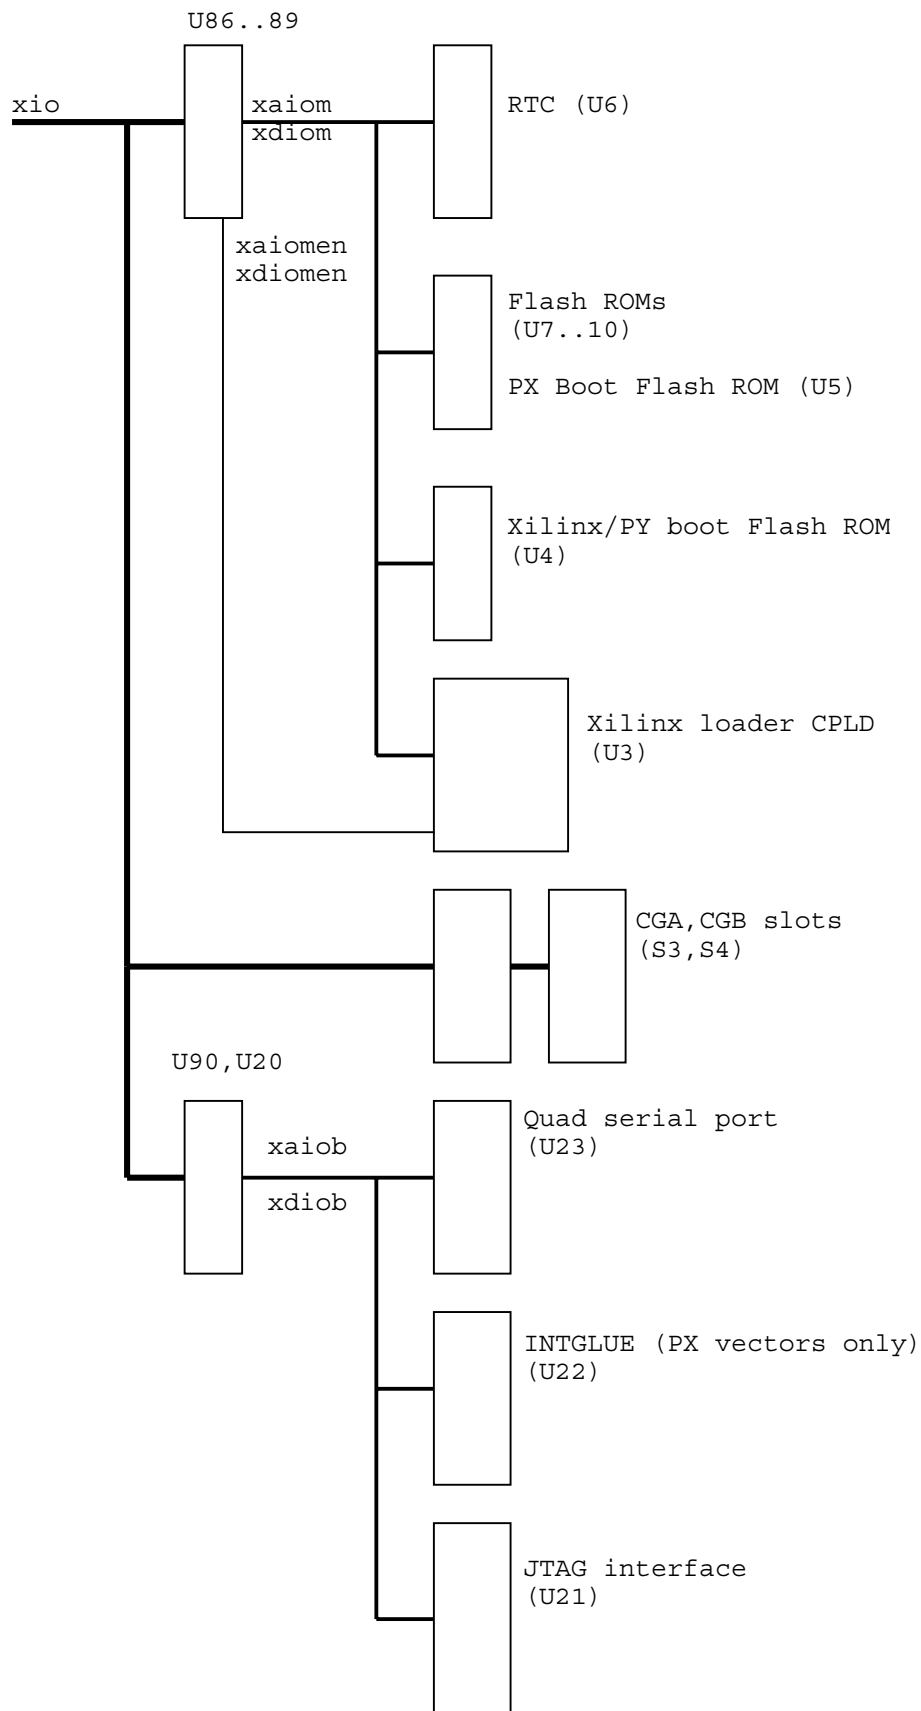 U86..89
xio
xaiom
xdiom
RTC (U6)
xaiomen
xdiomen
Flash ROMs
(U7..10)
PX Boot Flash ROM (U5)
Xilinx/PY boot Flash ROM
(U4)
Xilinx loader CPLD
(U3)
CGA,CGB slots
(S3,S4)
U90,U20
xaiob
xdiob
Quad serial port
(U23)
INTGLUE (PX vectors only)
(U22)
JTAG interface
(U21)